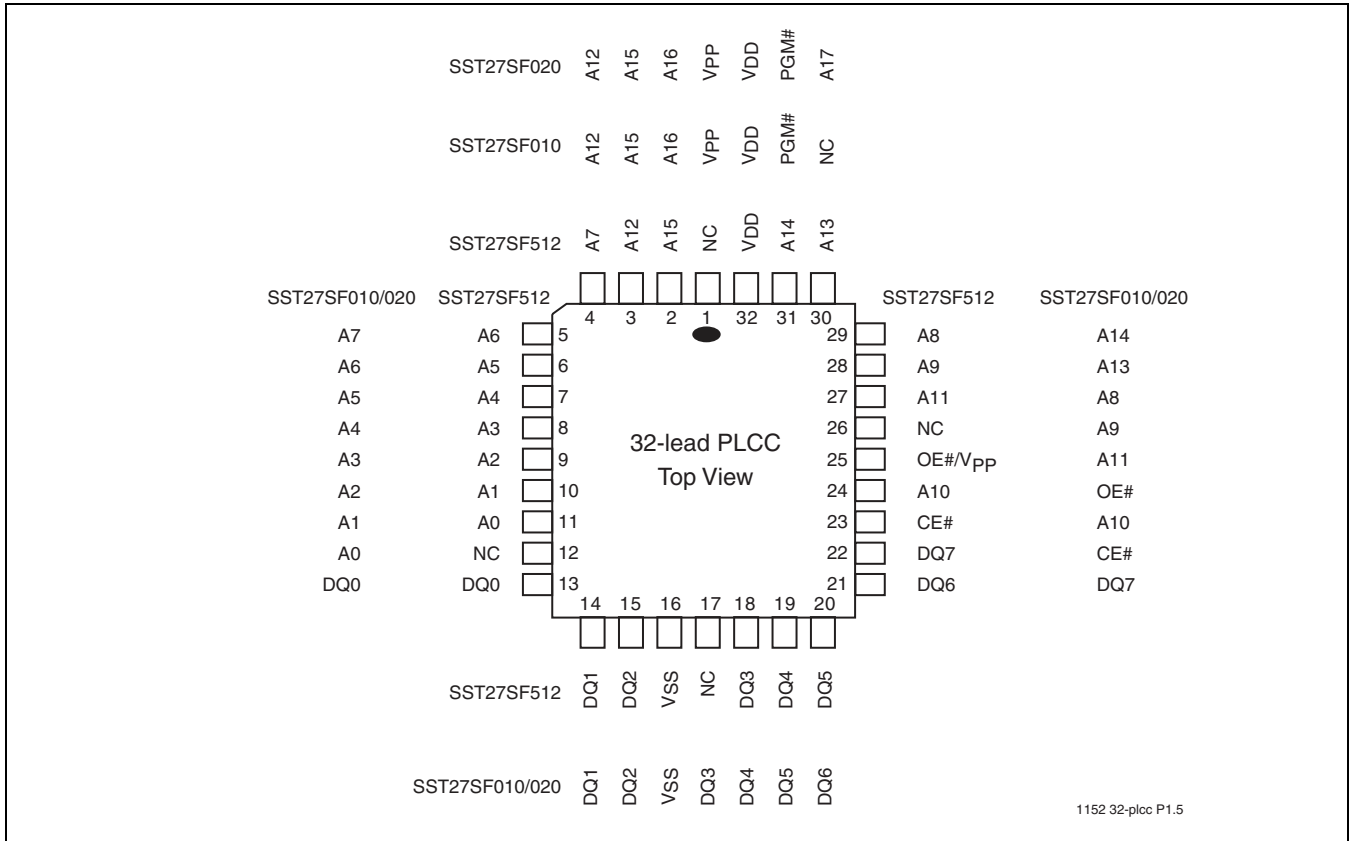 SST27SF020 A12 A15 A16 VPP VDD PGM# A17
SST27SF010 A12 A15 A16 VPP VDD PGM# NC
SST27SF512 A7 A12 A15 NC VDD A14 A13
SST27SF010/020 SST27SF512 SST27SF512 SST27SF010/020
4 3 2 1 32 31 30
A7 A6 5 29 A8 A14
A6 A5 6 28 A9 A13
A5 A4 7 27 A11 A8
A4 A3 8 26 NC A9
32-lead PLCC
A3 A2 9 25 OE#/VPP A11
Top View
A2 A1 10 24 A10 OE#
A1 A0 11 23 CE# A10
A0 NC 12 22 DQ7 CE#
DQ0 DQ0 13 21 DQ6 DQ7
14 15 16 17 18 19 20
SST27SF512 DQ1 DQ2 VSS NC DQ3 DQ4 DQ5
SST27SF010/020 DQ1 DQ2 VSS DQ3 DQ4 DQ5 DQ6
1152 32-plcc P1.5